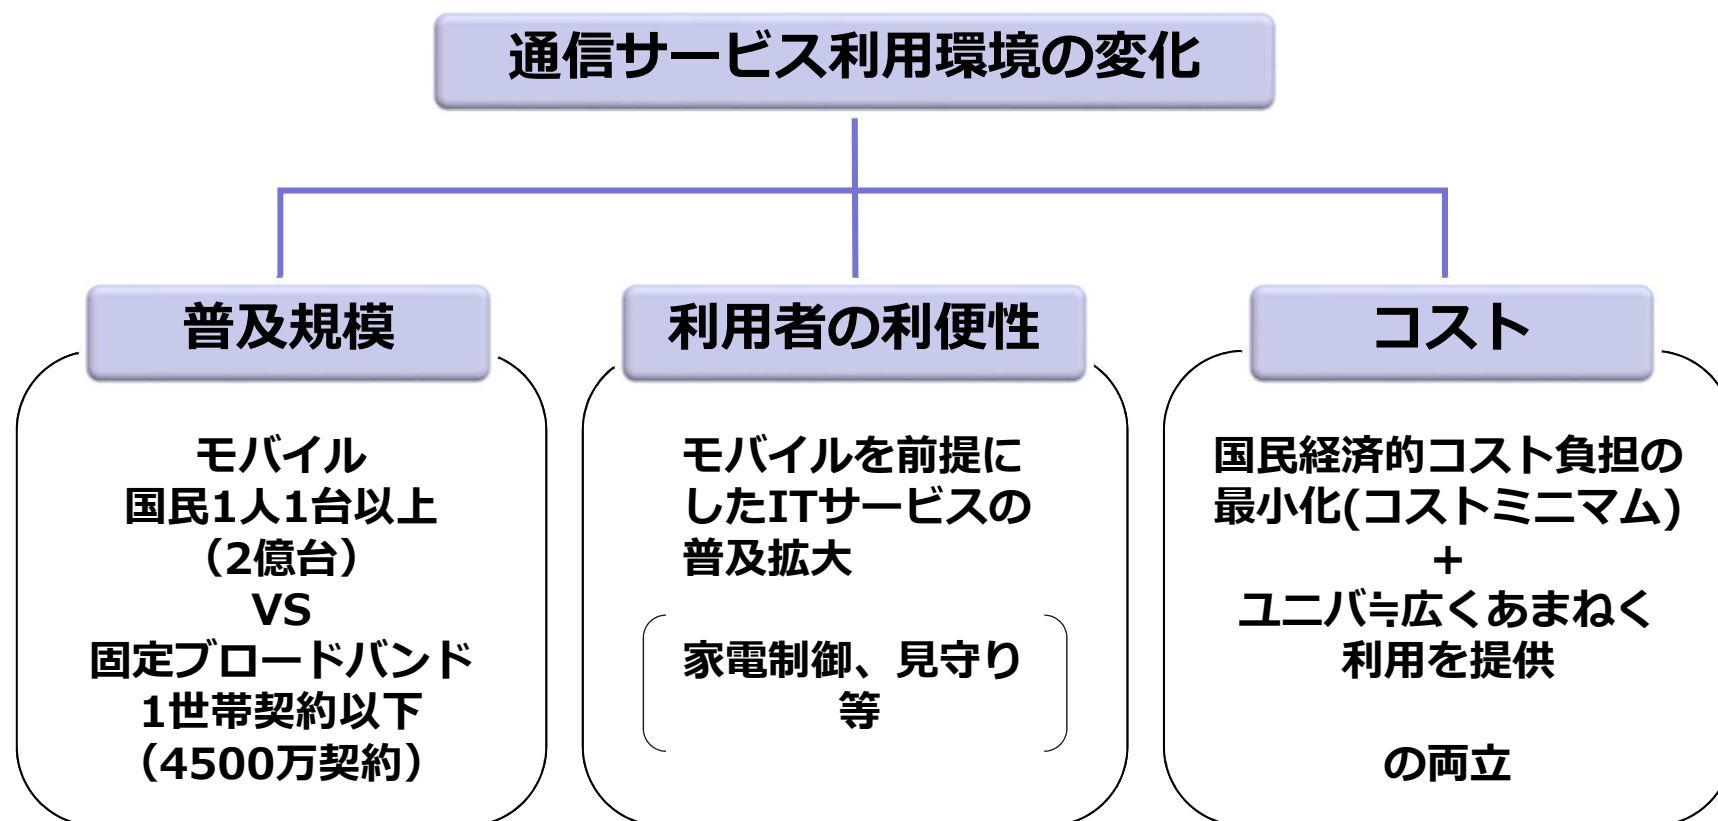 通信サービス利用環境の変化
普及規模
モバイル
国民1人1台以上
（2億台）
VS
固定ブロードバンド
1世帯契約以下
（4500万契約）
利用者の利便性
モバイルを前提に
したITサービスの
普及拡大
家電制御、見守り
等
コスト
国民経済的コスト負担の
最小化(コストミニマム)
+
ユニバ≒広くあまねく
利用を提供
の両立